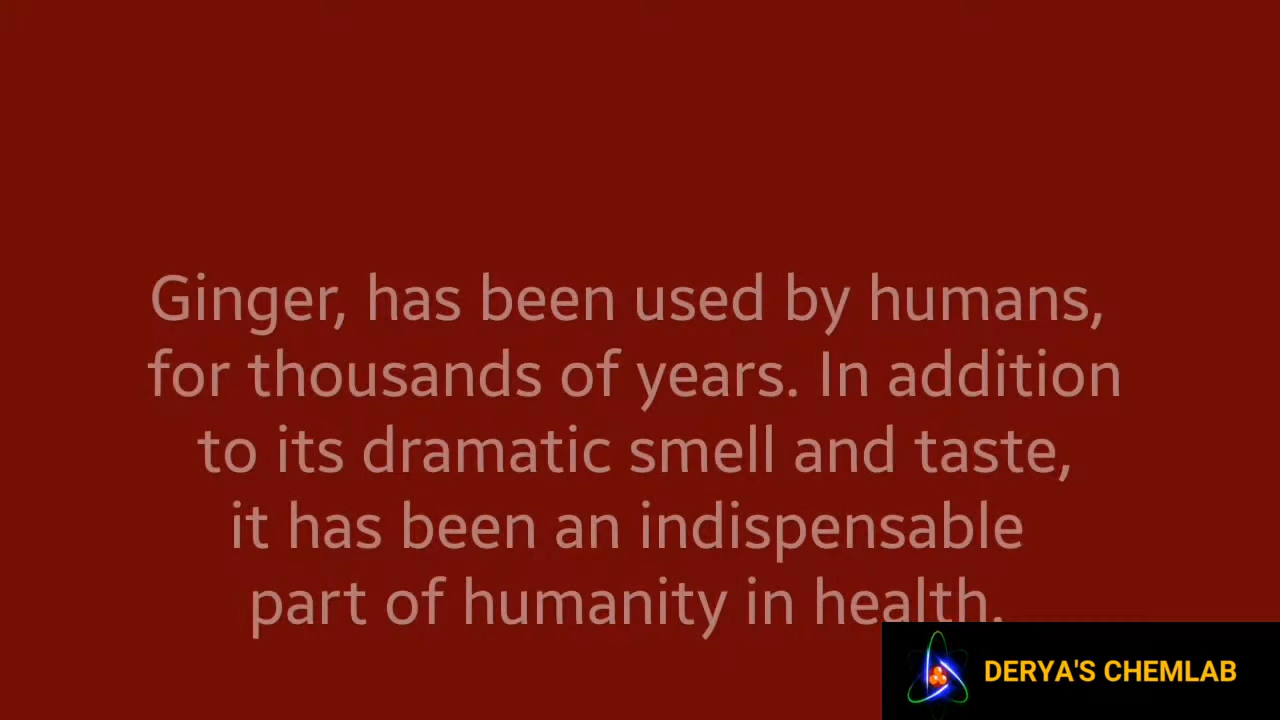 Ginger, has been used by humans,
for thousands of years. In addition
to its dramatic smell and taste,
it has been an indispensable
part of humanity in health.
DERYA'S CHEMLAB